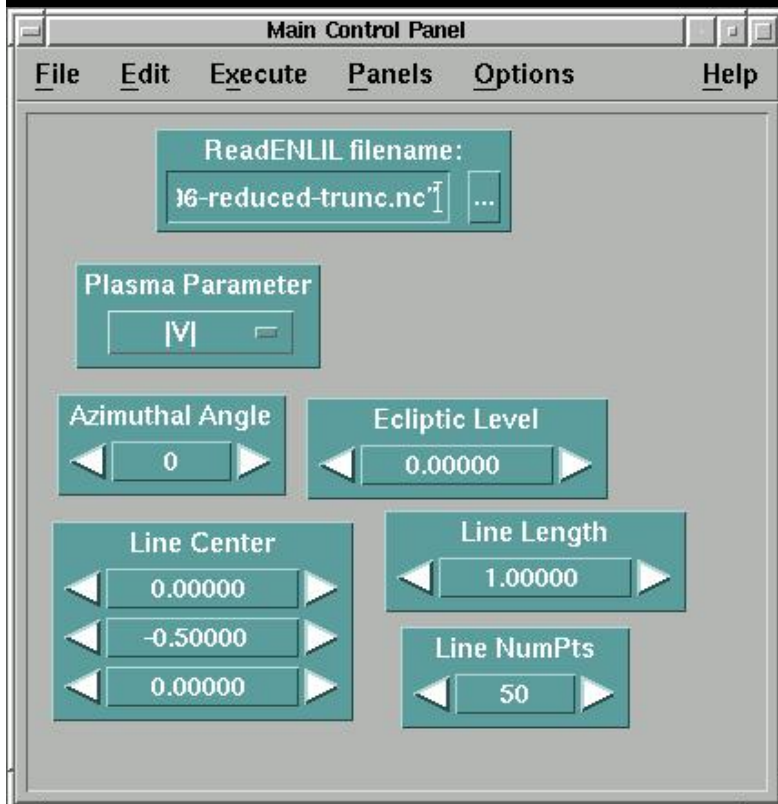 Main Control Panel
File Edit Execute Panels Options Help
ReadENLIL filename:
6-reduced-trunc.nc" ...
Plasma Parameter
|V|
Azimuthal Angle
0
Ecliptic Level
0.00000
Line Center
0.00000
-0.50000
0.00000
Line Length
1.00000
Line NumPts
50